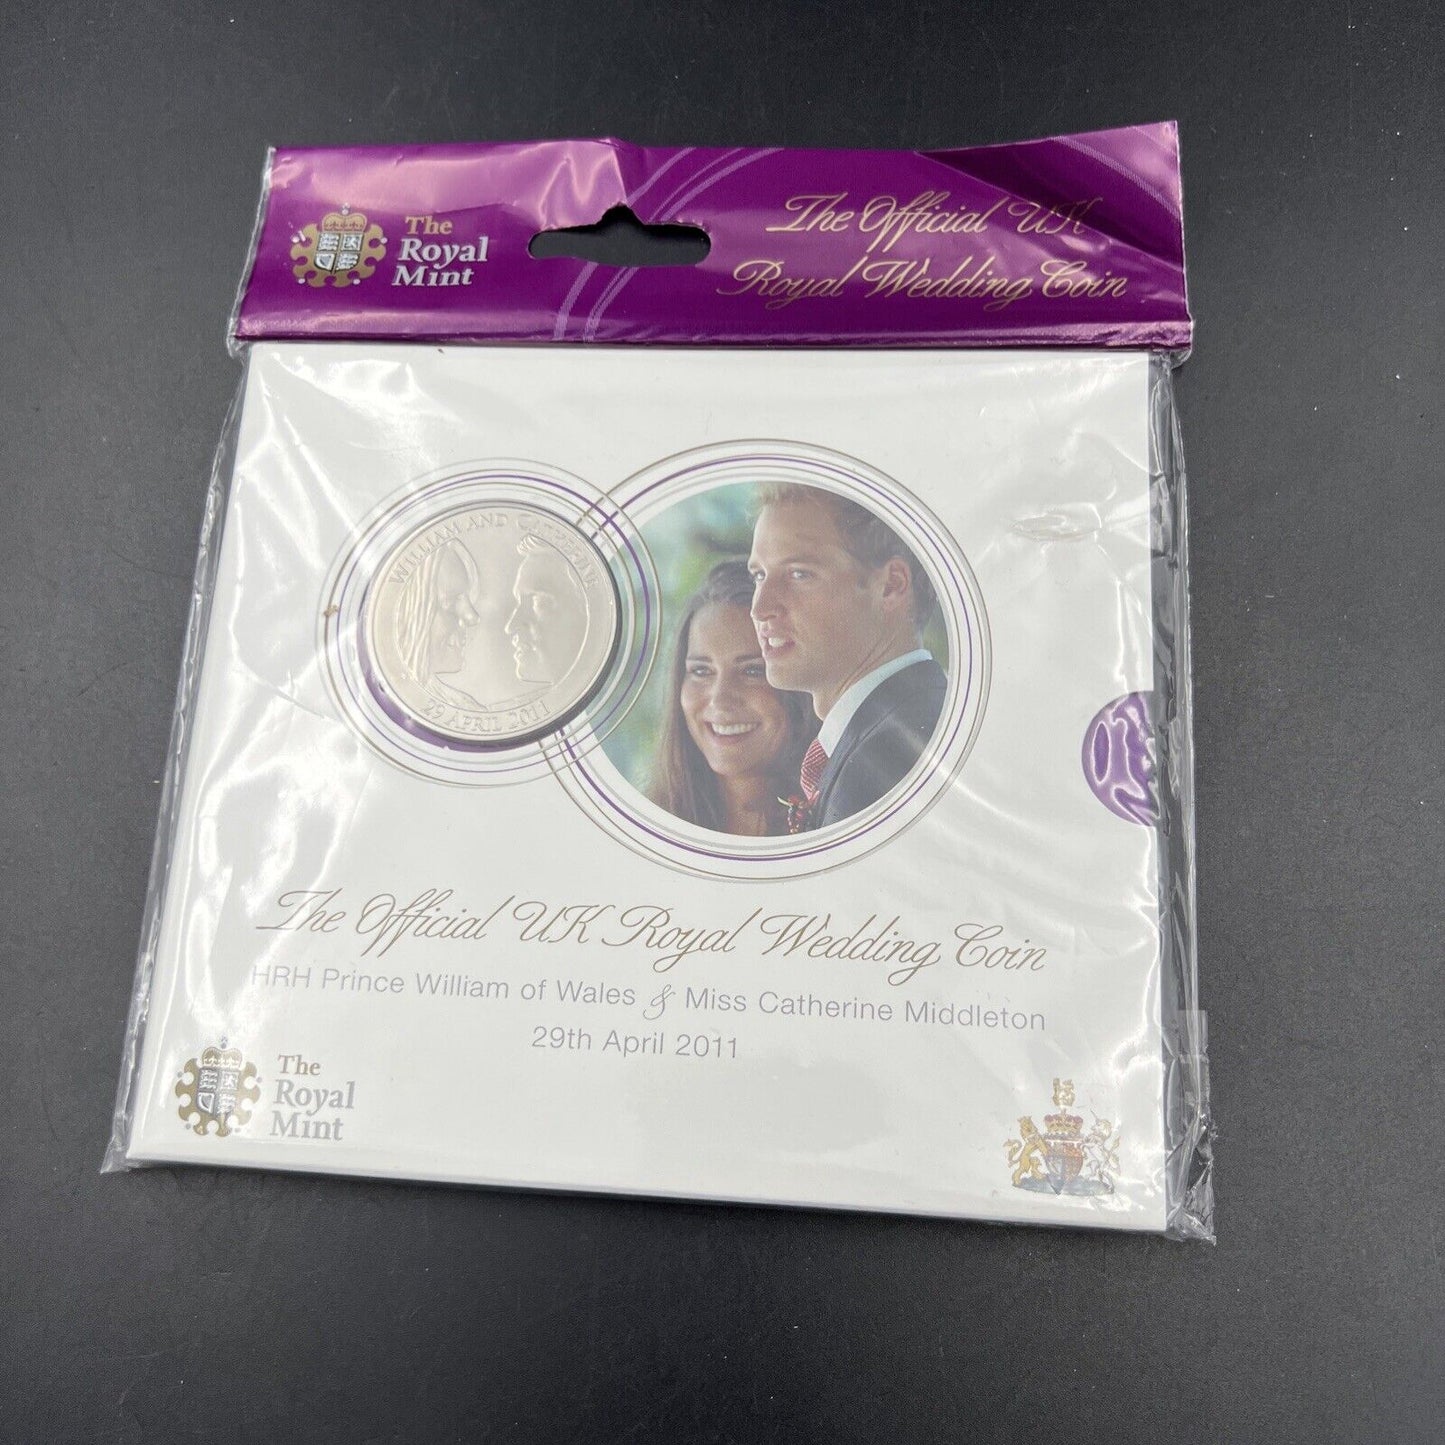 The
Royal
Mint
The Official UK
Royal Wedding Coin
WILLIAM AND CATHERINE
29 APRIL 2011
The Official UK Royal Wedding Coin
HRH Prince William of Wales & Miss Catherine Middleton
29th April 2011
The
Royal
Mint